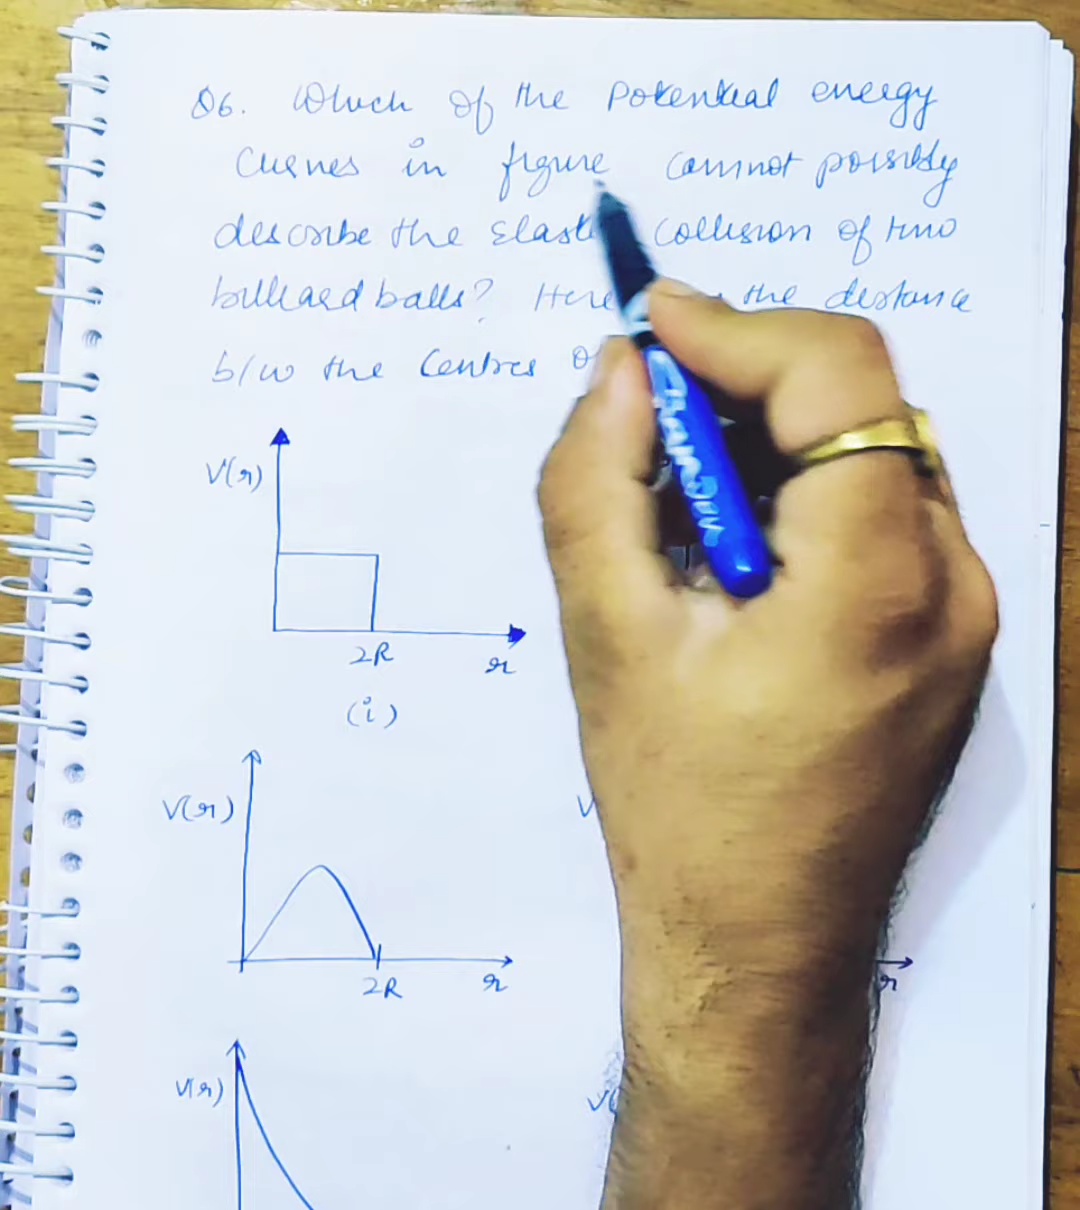 Q6. Which of the Potential energy
curves in figure cannot possibly
describe the elastic collision of two
billiard balls? Here the distance
b/w the Centres
V(r)
2R
r
(i)
V(r)
2R
r
r
V(r)